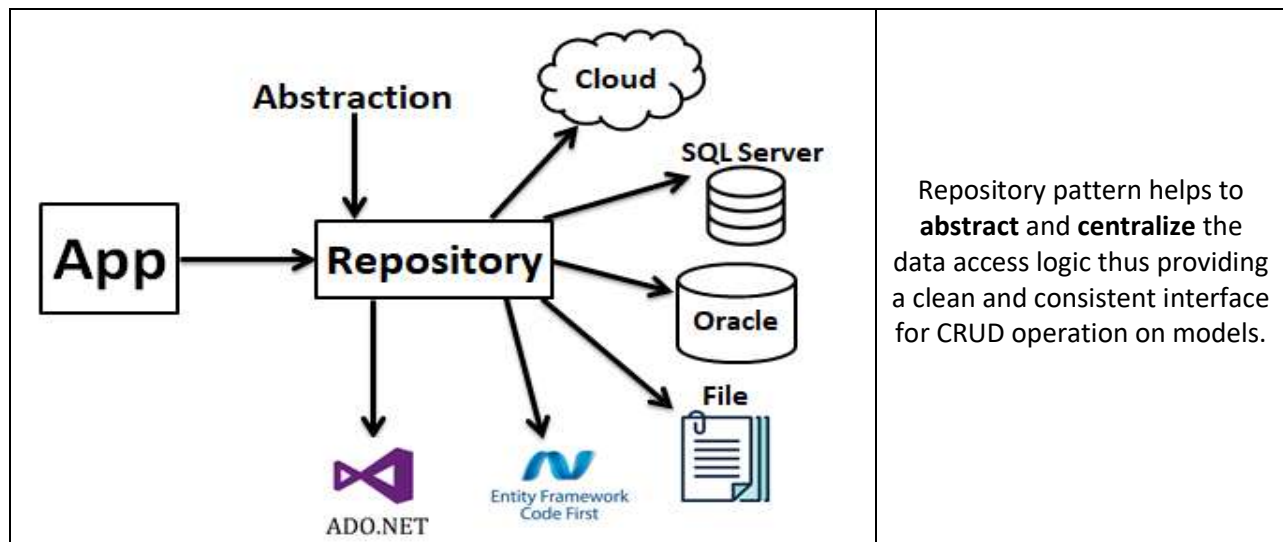 Abstraction
Cloud
SQL Server
App
Repository
Oracle
File
ADO.NET
Entity Framework
Code First
Repository pattern helps to
abstract and centralize the
data access logic thus providing
a clean and consistent interface
for CRUD operation on models.